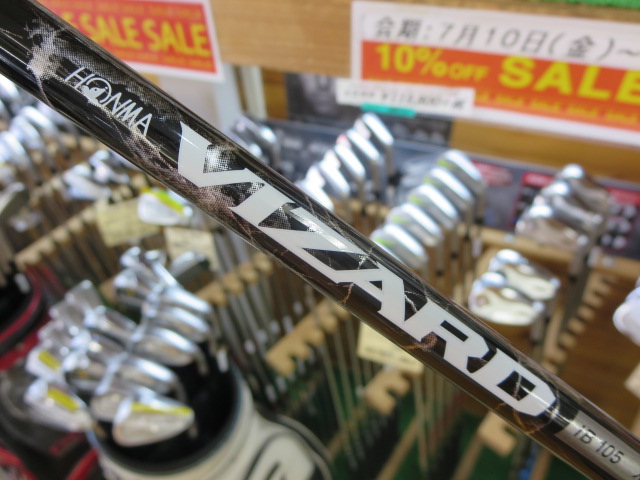 SALE SALE
会期:7月10日(金)～
10%OFF SALE
HONMA
VIZARD
IB 105